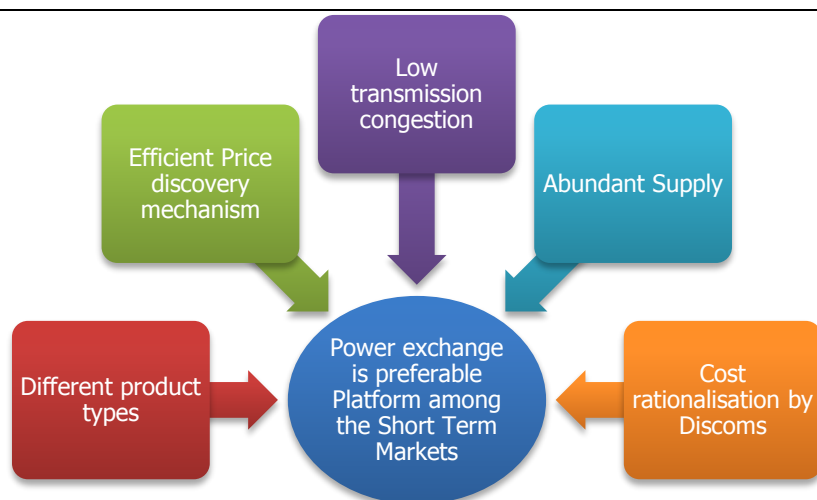 Low
transmission
congestion
Efficient Price
discovery
mechanism
Abundant Supply
Different product
types
Power exchange
is preferable
Platform among
the Short Term
Markets
Cost
rationalisation by
Discoms